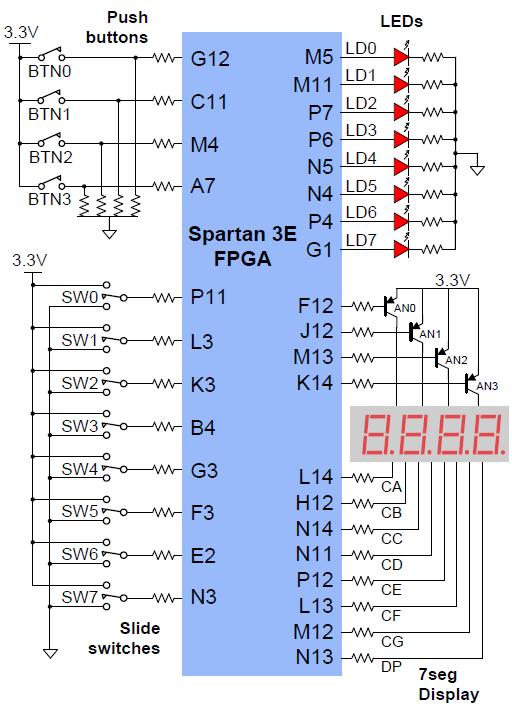 Push
buttons
3.3V
BTN0
BTN1
BTN2
BTN3
G12
C11
M4
A7
Spartan 3E
FPGA
LEDs
M5 LD0
M11 LD1
P7 LD2
P6 LD3
N5 LD4
N4 LD5
P4 LD6
G1 LD7
3.3V
SW0 P11
SW1 L3
SW2 K3
SW3 B4
SW4 G3
SW5 F3
SW6 E2
SW7 N3
Slide
switches
3.3V
F12 AN0
J12 AN1
M13 AN2
K14 AN3
8.8.8.8.
L14 CA
H12 CB
N14 CC
N11 CD
P12 CE
L13 CF
M12 CG
N13 DP
7seg
Display